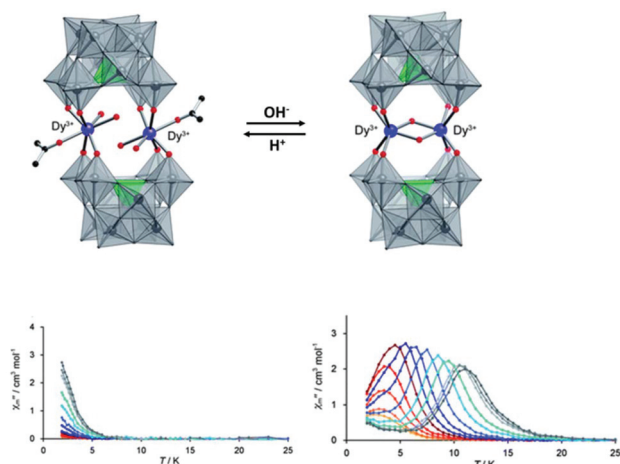 Dy³⁺
Dy³⁺
OH⁻
H⁺
Dy³⁺
Dy³⁺
χₘ'' / cm³ mol⁻¹
4
3
2
1
0
0 5 10 15 20 25
T / K
χₘ'' / cm³ mol⁻¹
3
2
1
0
0 5 10 15 20 25
T / K